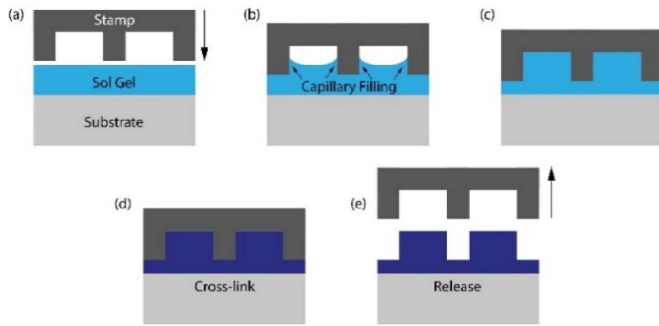 (a)
Stamp
Sol Gel
Substrate
(b)
Capillary Filling
(c)
(d)
Cross-link
(e)
Release